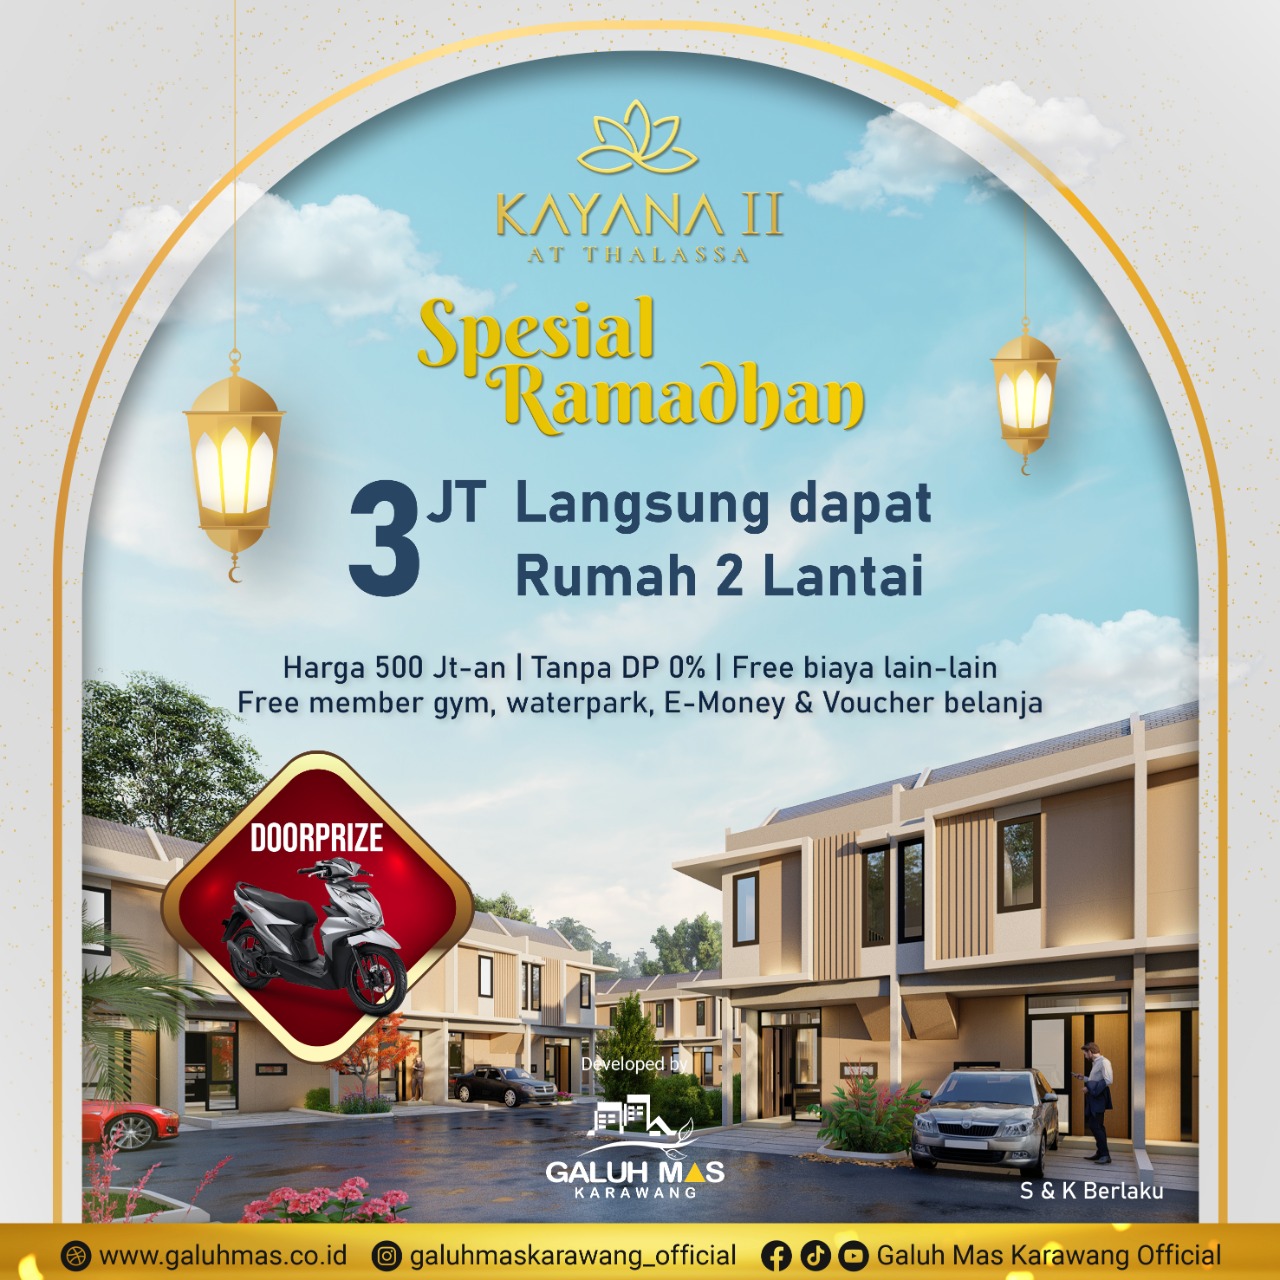 KAYANA II
AT THALASSA
Spesial
Ramadhan
3 JT Langsung dapat
Rumah 2 Lantai
Harga 500 Jt-an | Tanpa DP 0% | Free biaya lain-lain
Free member gym, waterpark, E-Money & Voucher belanja
DOORPRIZE
Developed by
GALUH MAS
KARAWANG
S & K Berlaku
www.galuhmas.co.id galuhmaskarawang_official Galuh Mas Karawang Official